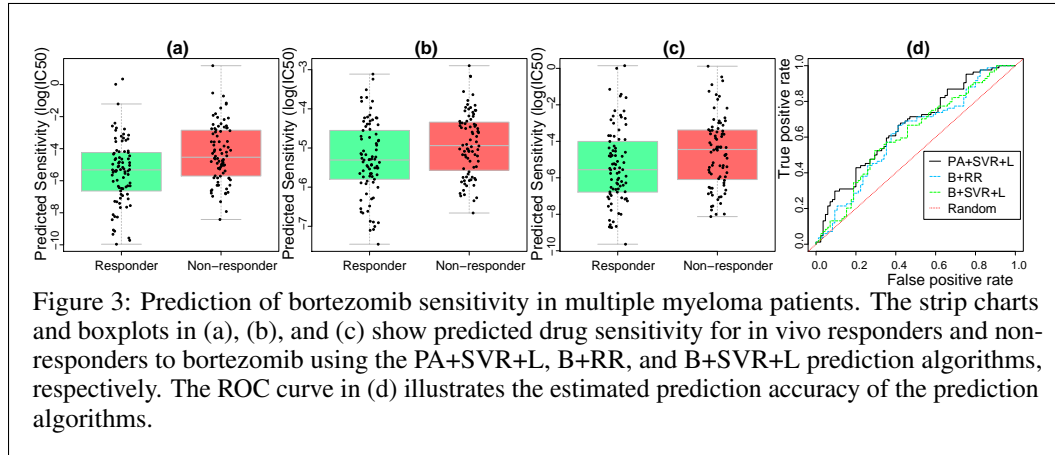 (a)
Predicted Sensitivity (log(IC50)
0
−2
−4
−6
−8
−10
Responder
Non−responder
(b)
Predicted Sensitivity (log(IC50)
−3
−4
−5
−6
−7
Responder
Non−responder
(c)
Predicted Sensitivity (log(IC50)
0
−2
−4
−6
−8
−10
Responder
Non−responder
(d)
True positive rate
1.0
0.8
0.6
0.4
0.2
0.0
PA+SVR+L
B+RR
B+SVR+L
Random
0.0 0.2 0.4 0.6 0.8 1.0
False positive rate
Figure 3: Prediction of bortezomib sensitivity in multiple myeloma patients. The strip charts
and boxplots in (a), (b), and (c) show predicted drug sensitivity for in vivo responders and non-
responders to bortezomib using the PA+SVR+L, B+RR, and B+SVR+L prediction algorithms,
respectively. The ROC curve in (d) illustrates the estimated prediction accuracy of the prediction
algorithms.